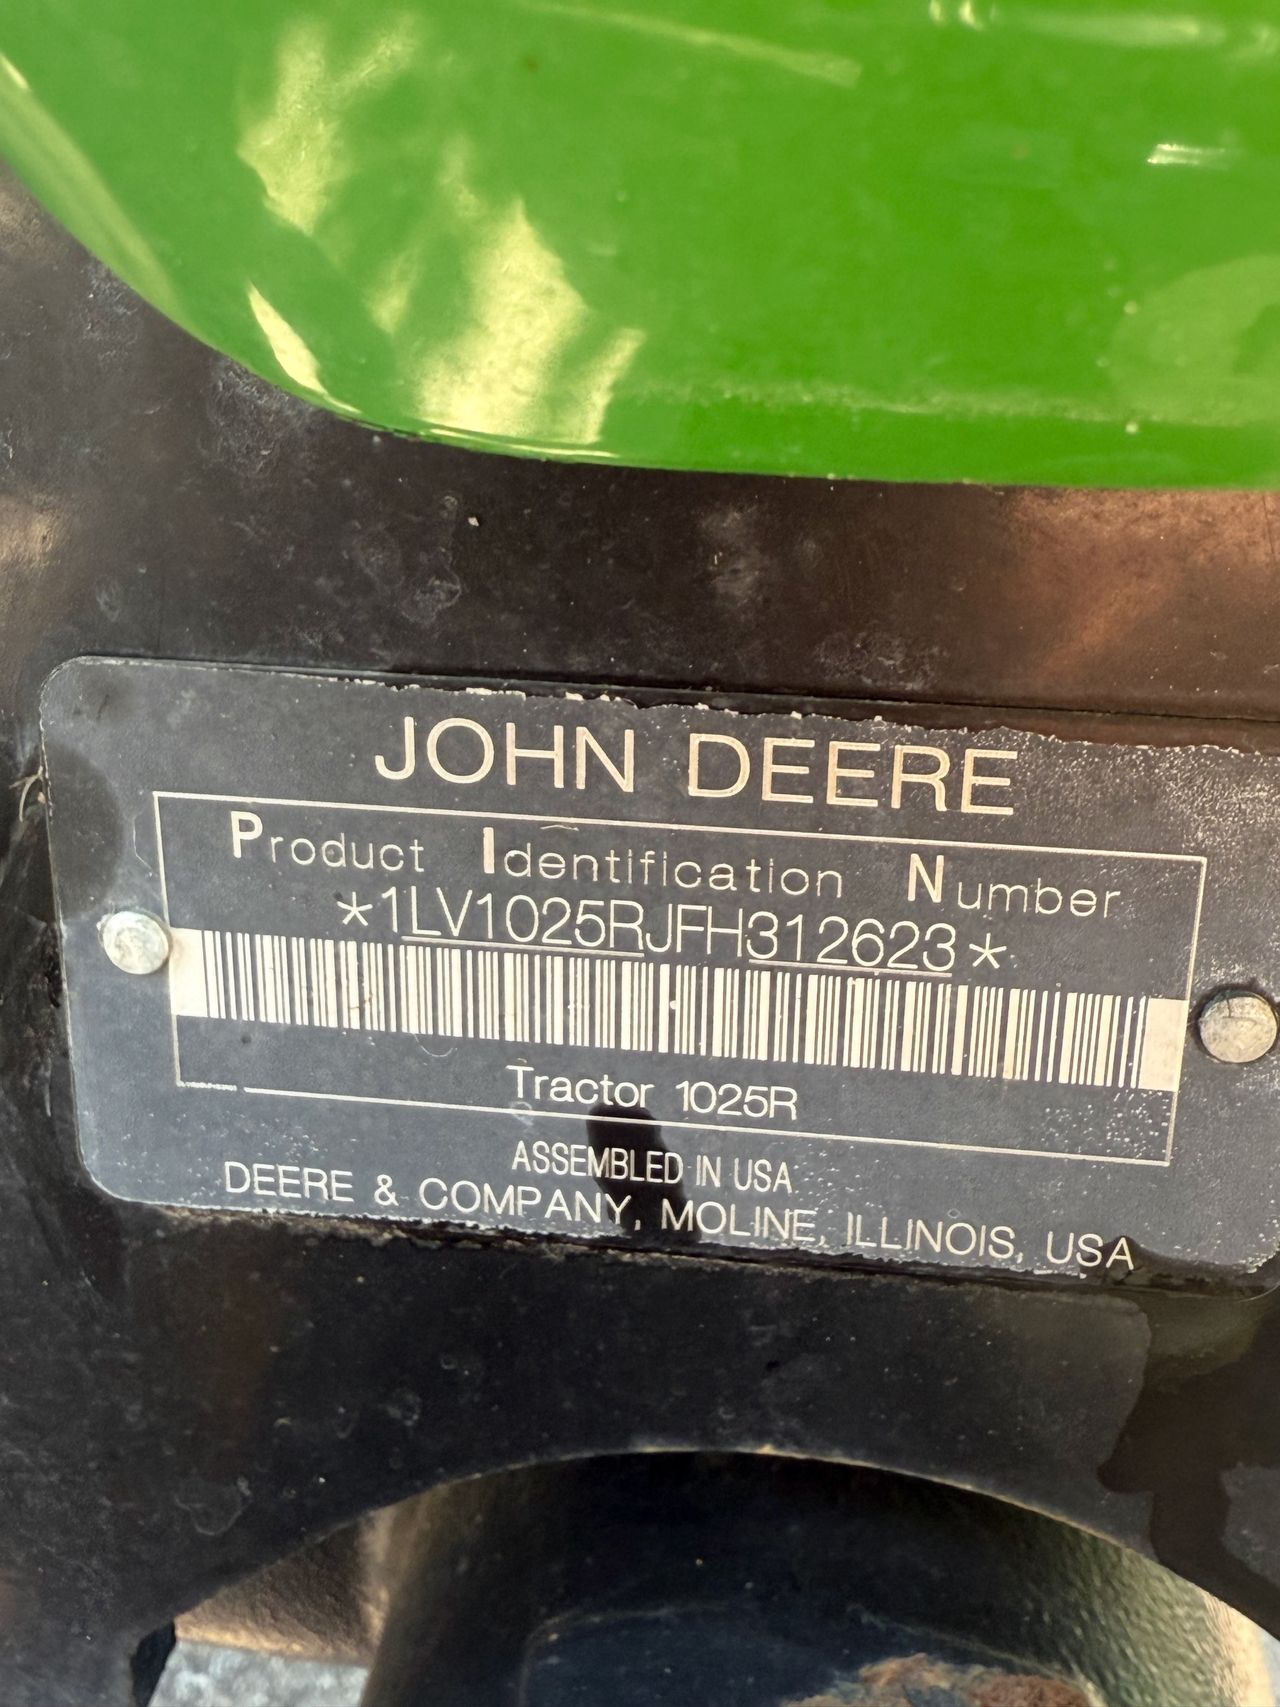 JOHN DEERE
Product Identification Number
*1LV1025RJFH312623*
Tractor 1025R
ASSEMBLED IN USA
DEERE & COMPANY, MOLINE, ILLINOIS, USA